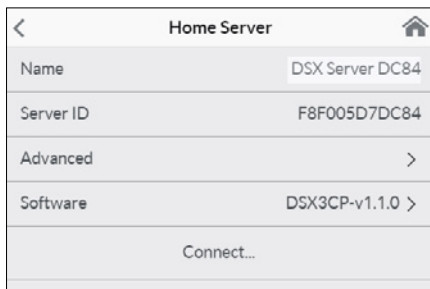 Home Server
Name DSX Server DC84
Server ID F8F005D7DC84
Advanced
Software DSX3CP-v1.1.0
Connect...